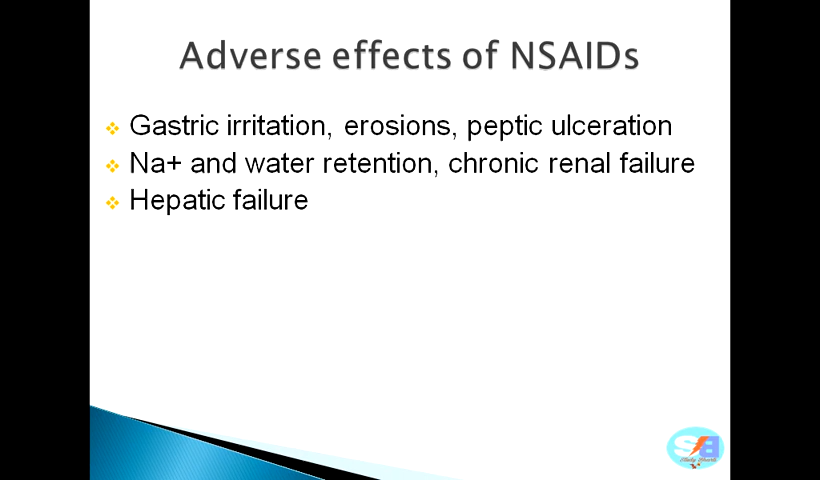 Adverse effects of NSAIDs
Gastric irritation, erosions, peptic ulceration
Na+ and water retention, chronic renal failure
Hepatic failure